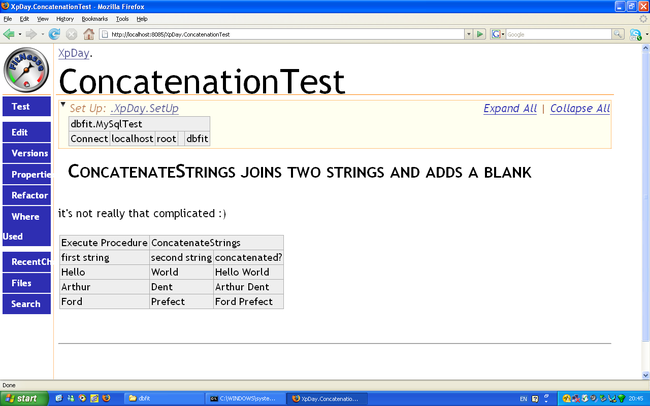 XpDay.ConcatenationTest - Mozilla Firefox
File Edit View History Bookmarks Tools Help
http://localhost:8085/XpDay.ConcatenationTest
Google
FitNesse
XpDay.
ConcatenationTest
Test
Edit
Versions
Propertie
Refactor
Where
Used
RecentCh
Files
Search
Set Up: .XpDay.SetUp
Expand All | Collapse All
dbfit.MySqlTest
Connect localhost root dbfit
CONCATENATESTRINGS JOINS TWO STRINGS AND ADDS A BLANK
it's not really that complicated :)
Execute Procedure ConcatenateStrings
first string second string concatenated?
Hello World Hello World
Arthur Dent Arthur Dent
Ford Prefect Ford Prefect
Done
start
dbfit
C:\WINDOWS\syste...
XpDay.Concatenatio...
EN
20:45